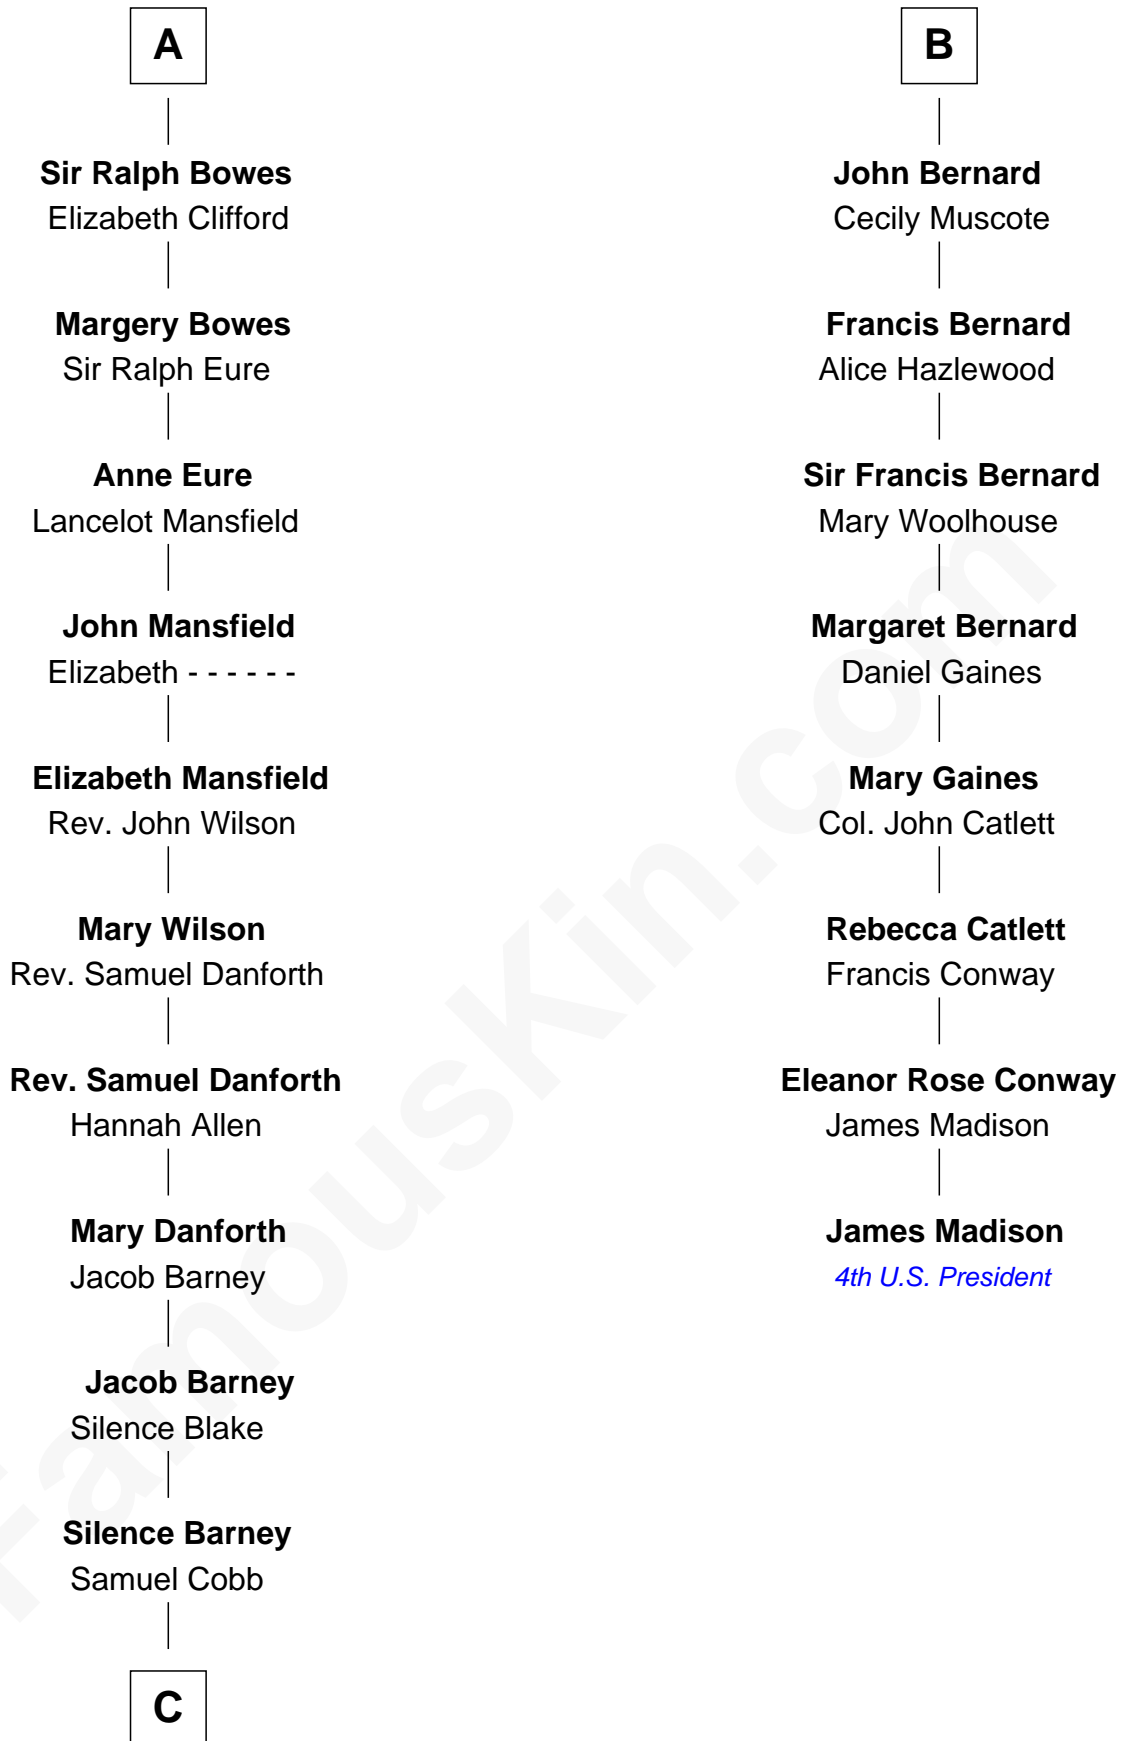 A
Sir Ralph Bowes
Elizabeth Clifford
Margery Bowes
Sir Ralph Eure
Anne Eure
Lancelot Mansfield
John Mansfield
Elizabeth - - - - - -
Elizabeth Mansfield
Rev. John Wilson
Mary Wilson
Rev. Samuel Danforth
Rev. Samuel Danforth
Hannah Allen
Mary Danforth
Jacob Barney
Jacob Barney
Silence Blake
Silence Barney
Samuel Cobb
C
B
John Bernard
Cecily Muscote
Francis Bernard
Alice Hazlewood
Sir Francis Bernard
Mary Woolhouse
Margaret Bernard
Daniel Gaines
Mary Gaines
Col. John Catlett
Rebecca Catlett
Francis Conway
Eleanor Rose Conway
James Madison
James Madison
4th U.S. President
FamousKin.com